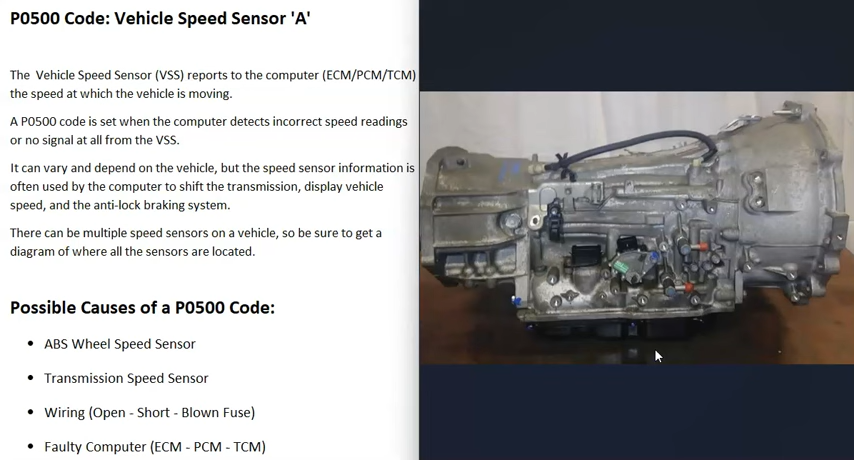 P0500 Code: Vehicle Speed Sensor 'A'
The Vehicle Speed Sensor (VSS) reports to the computer (ECM/PCM/TCM)
the speed at which the vehicle is moving.
A P0500 code is set when the computer detects incorrect speed readings
or no signal at all from the VSS.
It can vary and depend on the vehicle, but the speed sensor information is
often used by the computer to shift the transmission, display vehicle
speed, and the anti-lock braking system.
There can be multiple speed sensors on a vehicle, so be sure to get a
diagram of where all the sensors are located.
Possible Causes of a P0500 Code:
• ABS Wheel Speed Sensor
• Transmission Speed Sensor
• Wiring (Open - Short - Blown Fuse)
• Faulty Computer (ECM - PCM - TCM)